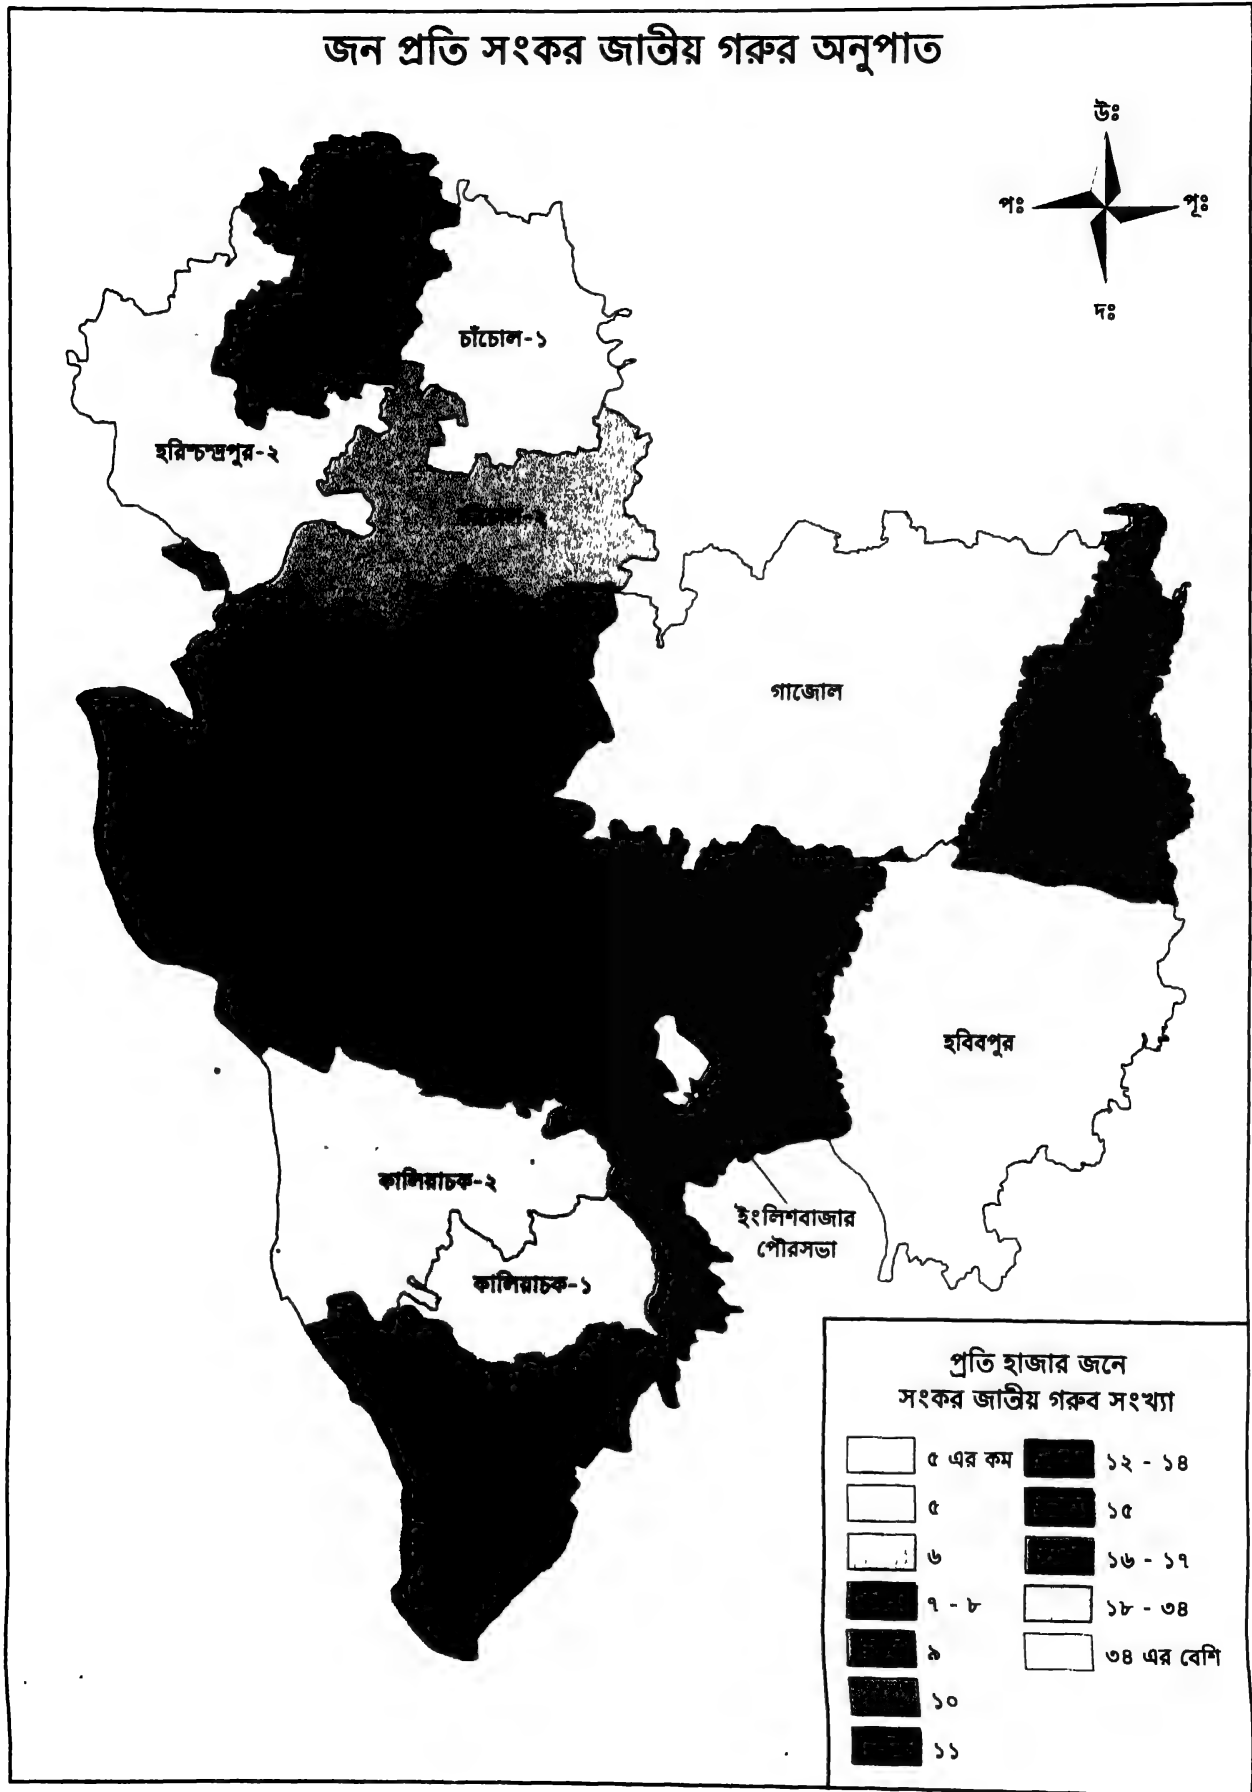 জন প্রতি সংকর জাতীয় গরুর অনুপাত
উঃ
পঃ
পূঃ
দঃ
চাঁচোল-১
হরিশ্চন্দ্রপুর-২
গাজোল
হবিবপুর
কালিয়াচক-২
ইংলিশবাজার
পৌরসভা
কালিয়াচক-১
প্রতি হাজার জনে
সংকর জাতীয় গরুব সংখ্যা
৫ এর কম
৫
৬
৭ - ৮
৯
১০
১১
১২ - ১৪
১৫
১৬ - ১৭
১৮ - ৩৪
৩৪ এর বেশি